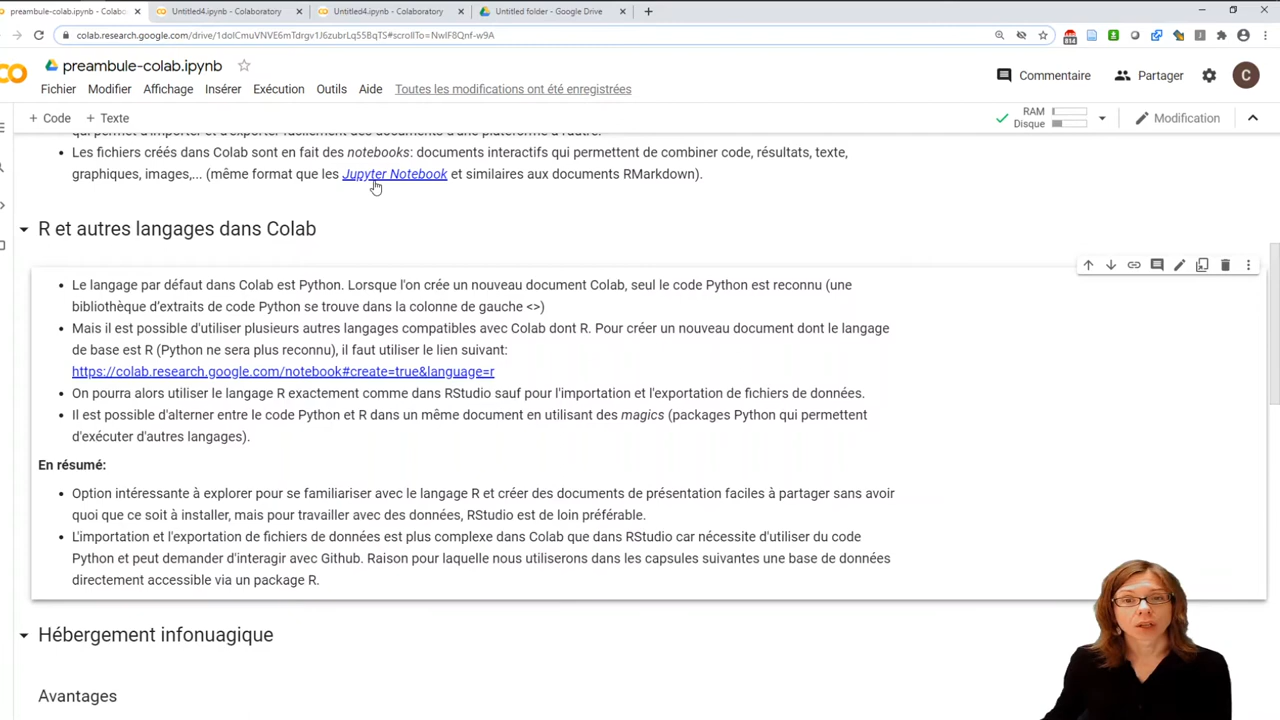 preambule-colab.ipynb - Colabo
Untitled4.ipynb - Colaboratory
Untitled4.ipynb - Colaboratory
Untitled folder - Google Drive
colab.research.google.com/drive/1dolCmuVNVE6mTdrgv1J6zubrLq5SBqTS#scrollTo=NwIF8Qnf-w9A
preambule-colab.ipynb
Commentaire
Partager
C
Fichier Modifier Affichage Insérer Exécution Outils Aide Toutes les modifications ont été enregistrées
+ Code + Texte
RAM
Disque
Modification
qui permet d'importer et d'exporter facilement des documents d'une plateforme à l'autre.
Les fichiers créés dans Colab sont en fait des notebooks: documents interactifs qui permettent de combiner code, résultats, texte,
graphiques, images,... (même format que les Jupyter Notebook et similaires aux documents RMarkdown).
R et autres langages dans Colab
Le langage par défaut dans Colab est Python. Lorsque l'on crée un nouveau document Colab, seul le code Python est reconnu (une
bibliothèque d'extraits de code Python se trouve dans la colonne de gauche <>)
Mais il est possible d'utiliser plusieurs autres langages compatibles avec Colab dont R. Pour créer un nouveau document dont le langage
de base est R (Python ne sera plus reconnu), il faut utiliser le lien suivant:
https://colab.research.google.com/notebook#create=true&language=r
On pourra alors utiliser le langage R exactement comme dans RStudio sauf pour l'importation et l'exportation de fichiers de données.
Il est possible d'alterner entre le code Python et R dans un même document en utilisant des magics (packages Python qui permettent
d'exécuter d'autres langages).
En résumé:
Option intéressante à explorer pour se familiariser avec le langage R et créer des documents de présentation faciles à partager sans avoir
quoi que ce soit à installer, mais pour travailler avec des données, RStudio est de loin préférable.
L'importation et l'exportation de fichiers de données est plus complexe dans Colab que dans RStudio car nécessite d'utiliser du code
Python et peut demander d'interagir avec Github. Raison pour laquelle nous utiliserons dans les capsules suivantes une base de données
directement accessible via un package R.
Hébergement infonuagique
Avantages